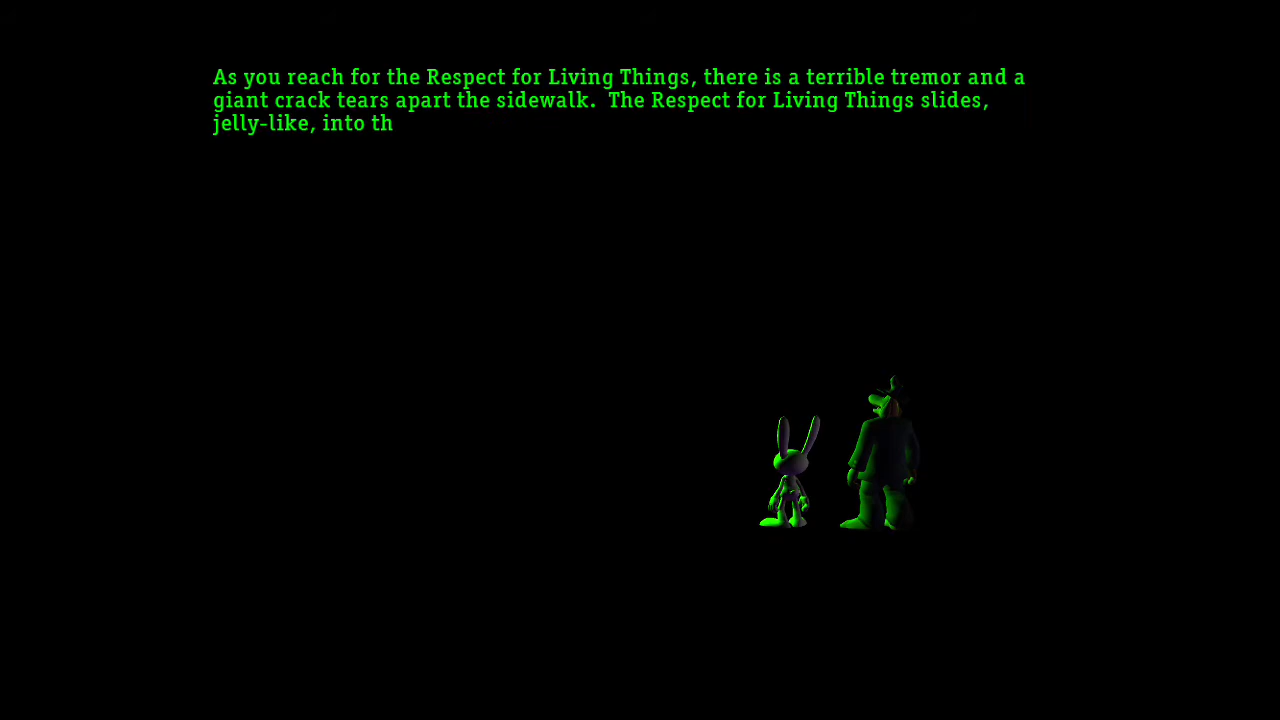 As you reach for the Respect for Living Things, there is a terrible tremor and a
giant crack tears apart the sidewalk.  The Respect for Living Things slides,
jelly-like, into th